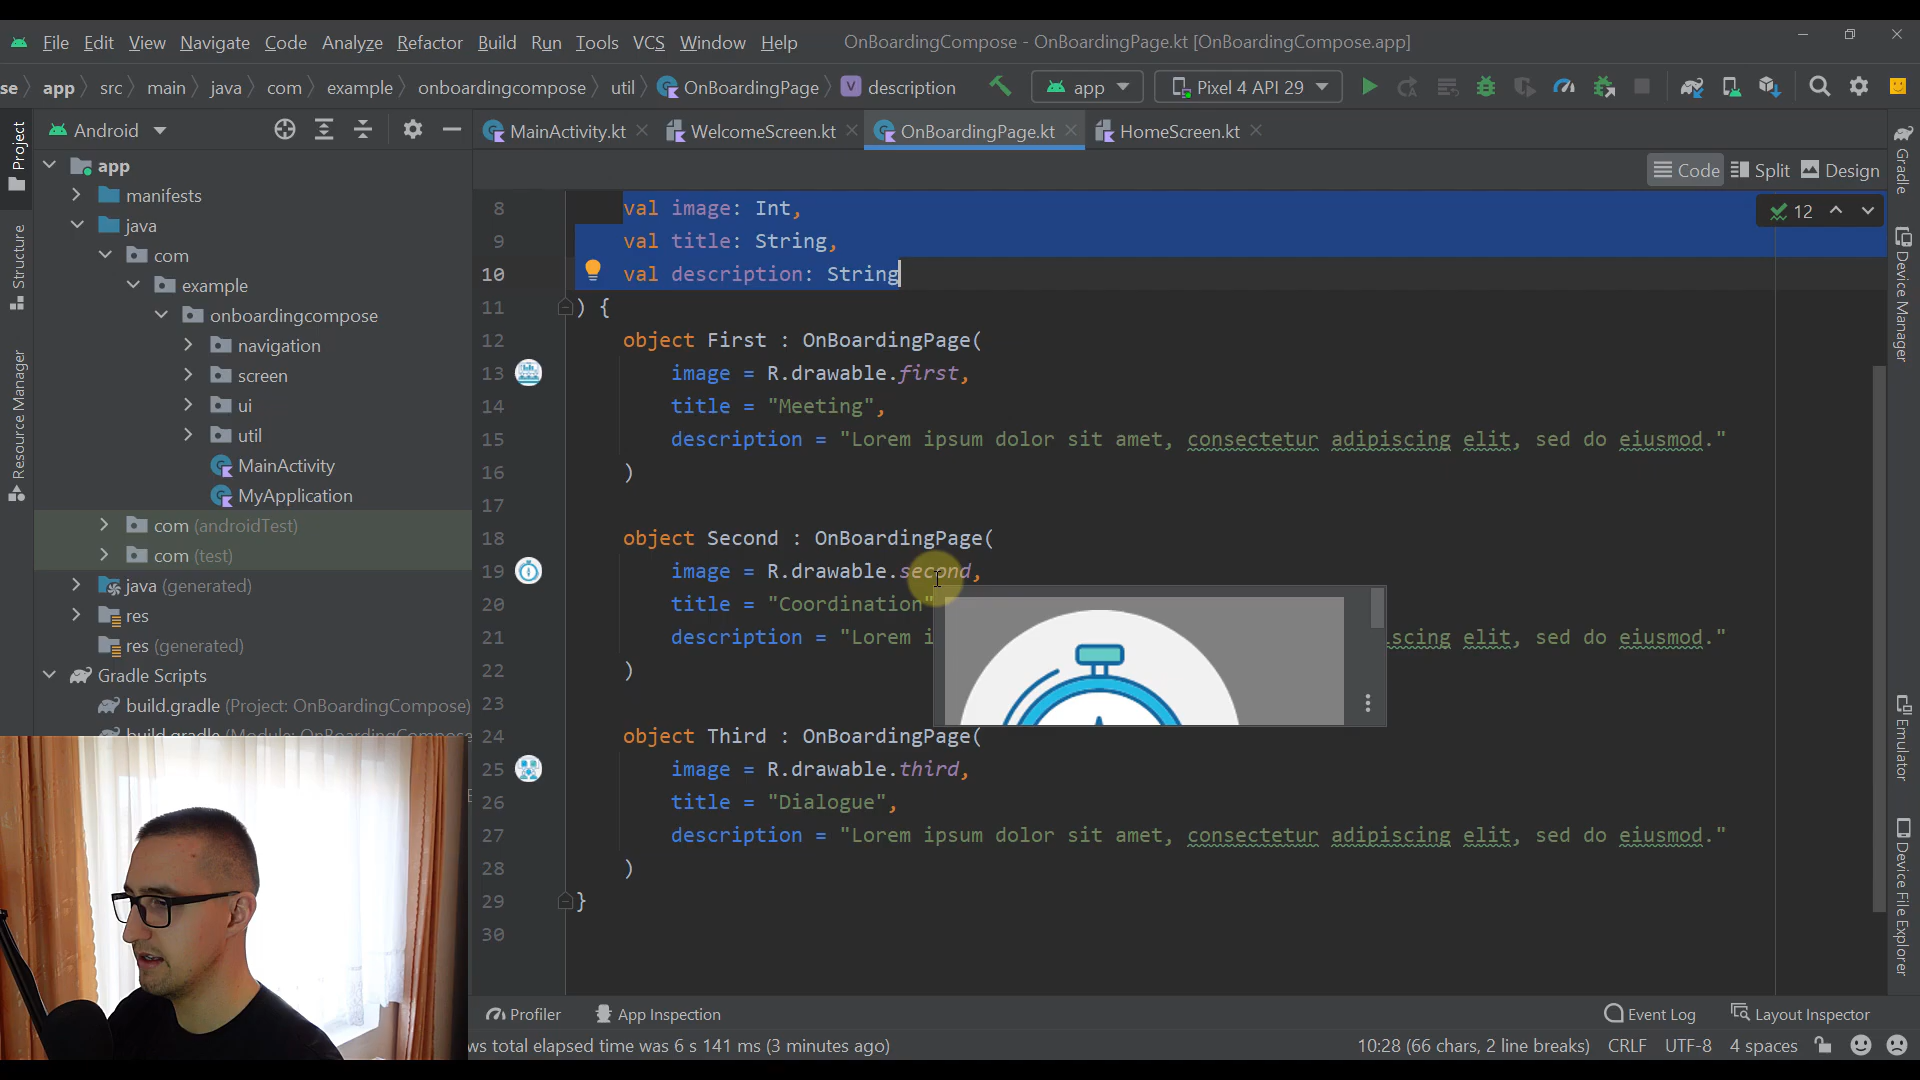 File Edit View Navigate Code Analyze Refactor Build Run Tools VCS Window Help OnBoardingCompose - OnBoardingPage.kt [OnBoardingCompose.app]
se app src main java com example onboardingcompose util OnBoardingPage V description app Pixel 4 API 29
Android
MainActivity.kt WelcomeScreen.kt OnBoardingPage.kt HomeScreen.kt
Code Split Design
Project
Structure
Resource Manager
app
manifests
java
com
example
onboardingcompose
navigation
screen
ui
util
MainActivity
MyApplication
com (androidTest)
com (test)
java (generated)
res
res (generated)
Gradle Scripts
build.gradle (Project: OnBoardingCompose)
build.gradle (Module: OnBoardingCompose
12
8 val image: Int,
9 val title: String,
10 val description: String
11 ) {
12 object First : OnBoardingPage(
13 image = R.drawable.first,
14 title = "Meeting",
15 description = "Lorem ipsum dolor sit amet, consectetur adipiscing elit, sed do eiusmod."
16 )
17
18 object Second : OnBoardingPage(
19 image = R.drawable.second,
20 title = "Coordination"
21 description = "Lorem i scing elit, sed do eiusmod."
22 )
23
24 object Third : OnBoardingPage(
25 image = R.drawable.third,
26 title = "Dialogue",
27 description = "Lorem ipsum dolor sit amet, consectetur adipiscing elit, sed do eiusmod."
28 )
29 }
30
Gradle
Device Manager
Emulator
Device File Explorer
Profiler App Inspection Event Log Layout Inspector
ws total elapsed time was 6 s 141 ms (3 minutes ago) 10:28 (66 chars, 2 line breaks) CRLF UTF-8 4 spaces